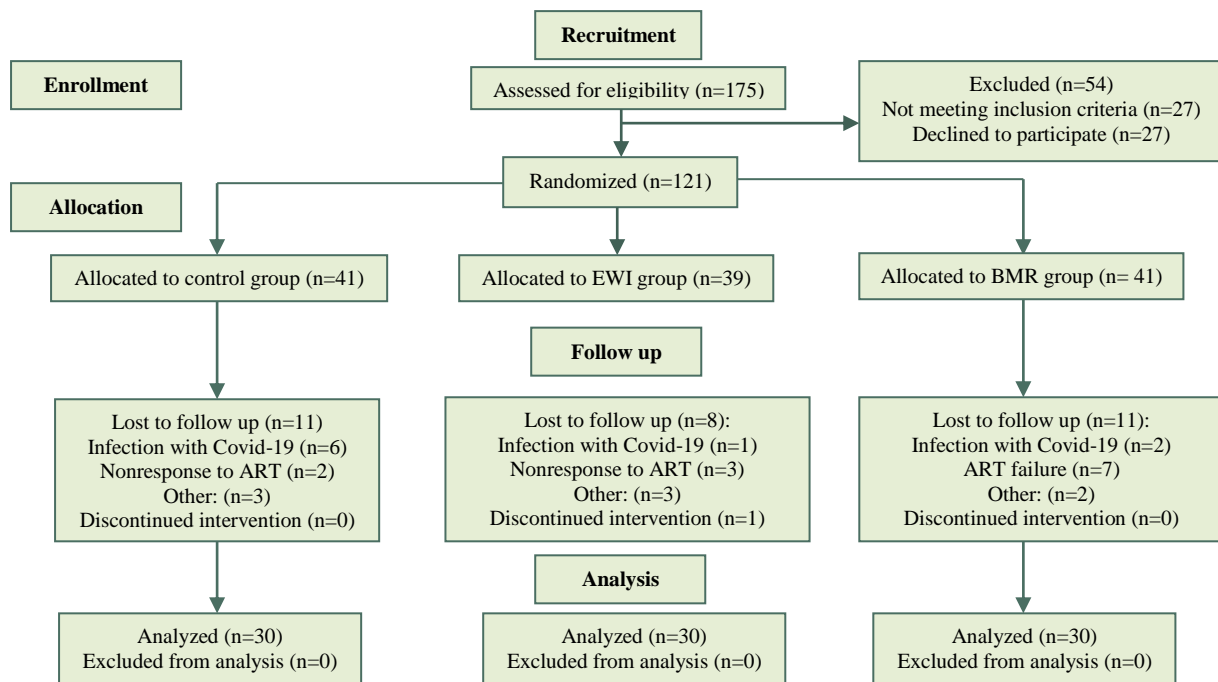 Recruitment
Enrollment
Assessed for eligibility (n=175)
Excluded (n=54)
Not meeting inclusion criteria (n=27)
Declined to participate (n=27)
Randomized (n=121)
Allocation
Allocated to control group (n=41)
Allocated to EWI group (n=39)
Allocated to BMR group (n= 41)
Follow up
Lost to follow up (n=11)
Infection with Covid-19 (n=6)
Nonresponse to ART (n=2)
Other: (n=3)
Discontinued intervention (n=0)
Lost to follow up (n=8):
Infection with Covid-19 (n=1)
Nonresponse to ART (n=3)
Other: (n=3)
Discontinued intervention (n=1)
Lost to follow up (n=11):
Infection with Covid-19 (n=2)
ART failure (n=7)
Other: (n=2)
Discontinued intervention (n=0)
Analysis
Analyzed (n=30)
Excluded from analysis (n=0)
Analyzed (n=30)
Excluded from analysis (n=0)
Analyzed (n=30)
Excluded from analysis (n=0)